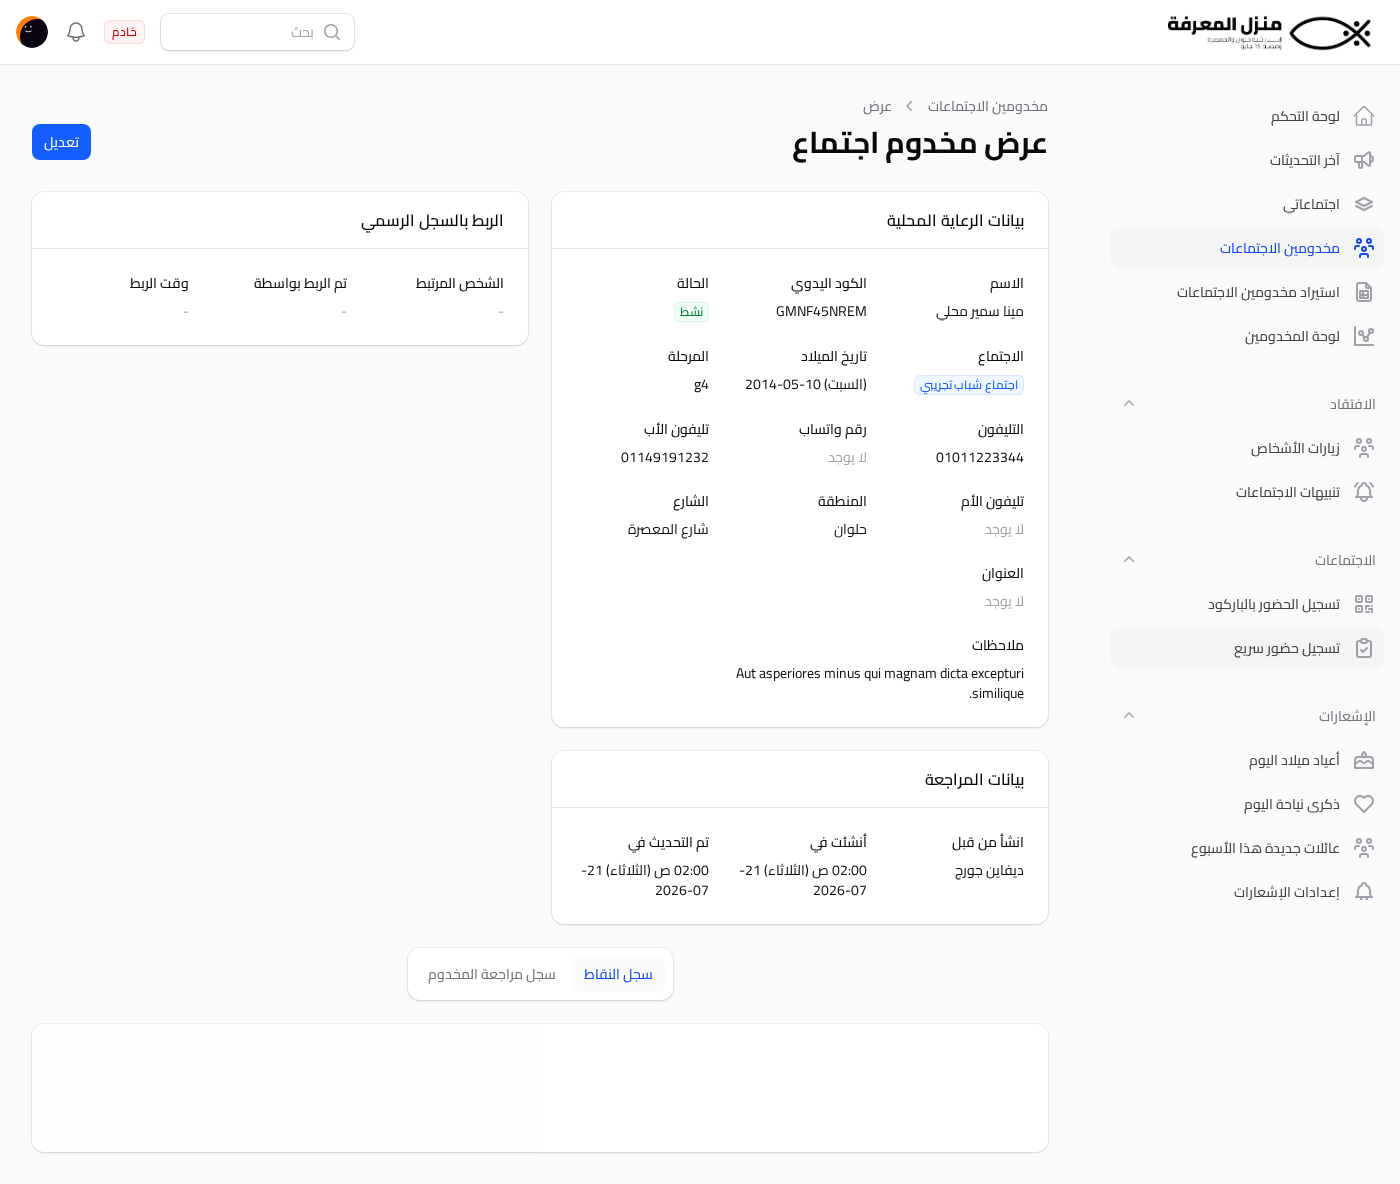 منزل المعرفة
بحث
خادم
لوحة التحكم
آخر التحديثات
اجتماعاتي
مخدومين الاجتماعات
استيراد مخدومين الاجتماعات
لوحة المخدومين
الافتقاد
زيارات الأشخاص
تنبيهات الاجتماعات
الاجتماعات
تسجيل الحضور بالباركود
تسجيل حضور سريع
الإشعارات
أعياد ميلاد اليوم
ذكرى نياحة اليوم
عائلات جديدة هذا الأسبوع
إعدادات الإشعارات
مخدومين الاجتماعات
عرض
عرض مخدوم اجتماع
تعديل
بيانات الرعاية المحلية
الاسم
الكود اليدوي
الحالة
مينا سمير محلي
GMNF45NREM
نشط
الاجتماع
تاريخ الميلاد
المرحلة
اجتماع شباب تجريبي
(السبت) 10-05-2014
g4
التليفون
رقم واتساب
تليفون الأب
01011223344
لا يوجد
01149191232
تليفون الأم
المنطقة
الشارع
لا يوجد
حلوان
شارع المعصرة
العنوان
لا يوجد
ملاحظات
Aut asperiores minus qui magnam dicta excepturi
similique.
الربط بالسجل الرسمي
الشخص المرتبط
تم الربط بواسطة
وقت الربط
-
-
-
بيانات المراجعة
انشأ من قبل
أنشئت في
تم التحديث في
ديفاين جورج
02:00 ص (الثلاثاء) 21-
07-2026
02:00 ص (الثلاثاء) 21-
07-2026
سجل النقاط
سجل مراجعة المخدوم